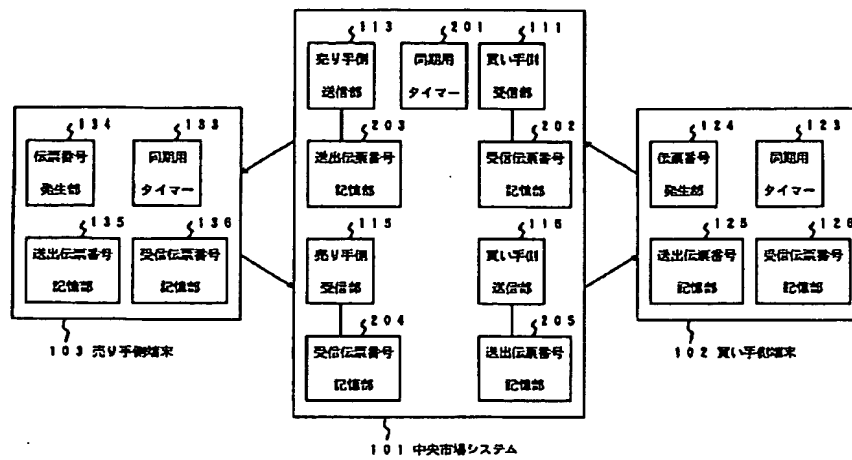 113
201
111
売り手側
送信部
同期用
タイマー
買い手側
受信部
134
133
伝票番号
発生部
同期用
タイマー
203
202
送出伝票番号
記憶部
受信伝票番号
記憶部
124
123
伝票番号
発生部
同期用
タイマー
135
136
送出伝票番号
記憶部
受信伝票番号
記憶部
115
116
売り手側
受信部
買い手側
送信部
125
126
送出伝票番号
記憶部
受信伝票番号
記憶部
204
205
受信伝票番号
記憶部
送出伝票番号
記憶部
103 売り手側端末
102 買い手側端末
101 中央市場システム